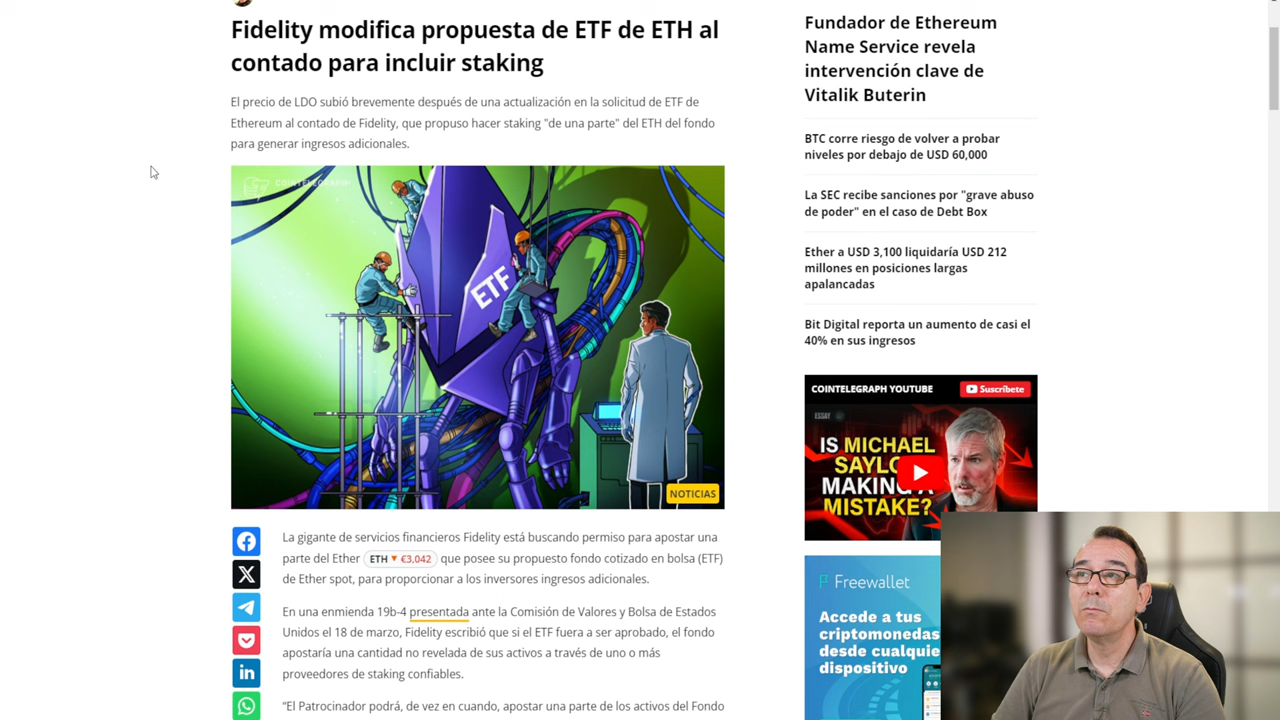 Fidelity modifica propuesta de ETF de ETH al
contado para incluir staking
El precio de LDO subió brevemente después de una actualización en la solicitud de ETF de
Ethereum al contado de Fidelity, que propuso hacer staking "de una parte" del ETH del fondo
para generar ingresos adicionales.
COINTELEGRAPH
ETF
NOTICIAS
La gigante de servicios financieros Fidelity está buscando permiso para apostar una
parte del Ether ETH ▼ €3,042 que posee su propuesto fondo cotizado en bolsa (ETF)
de Ether spot, para proporcionar a los inversores ingresos adicionales.
En una enmienda 19b-4 presentada ante la Comisión de Valores y Bolsa de Estados
Unidos el 18 de marzo, Fidelity escribió que si el ETF fuera a ser aprobado, el fondo
apostaría una cantidad no revelada de sus activos a través de uno o más
proveedores de staking confiables.
“El Patrocinador podrá, de vez en cuando, apostar una parte de los activos del Fondo
Fundador de Ethereum
Name Service revela
intervención clave de
Vitalik Buterin
BTC corre riesgo de volver a probar
niveles por debajo de USD 60,000
La SEC recibe sanciones por "grave abuso
de poder" en el caso de Debt Box
Ether a USD 3,100 liquidaría USD 212
millones en posiciones largas
apalancadas
Bit Digital reporta un aumento de casi el
40% en sus ingresos
COINTELEGRAPH YOUTUBE
Suscríbete
ESSAY
IS MICHAEL
MAKING A
MISTAKE?
Freewallet
Accede a tus
criptomonedas
desde cualquie
dispositivo